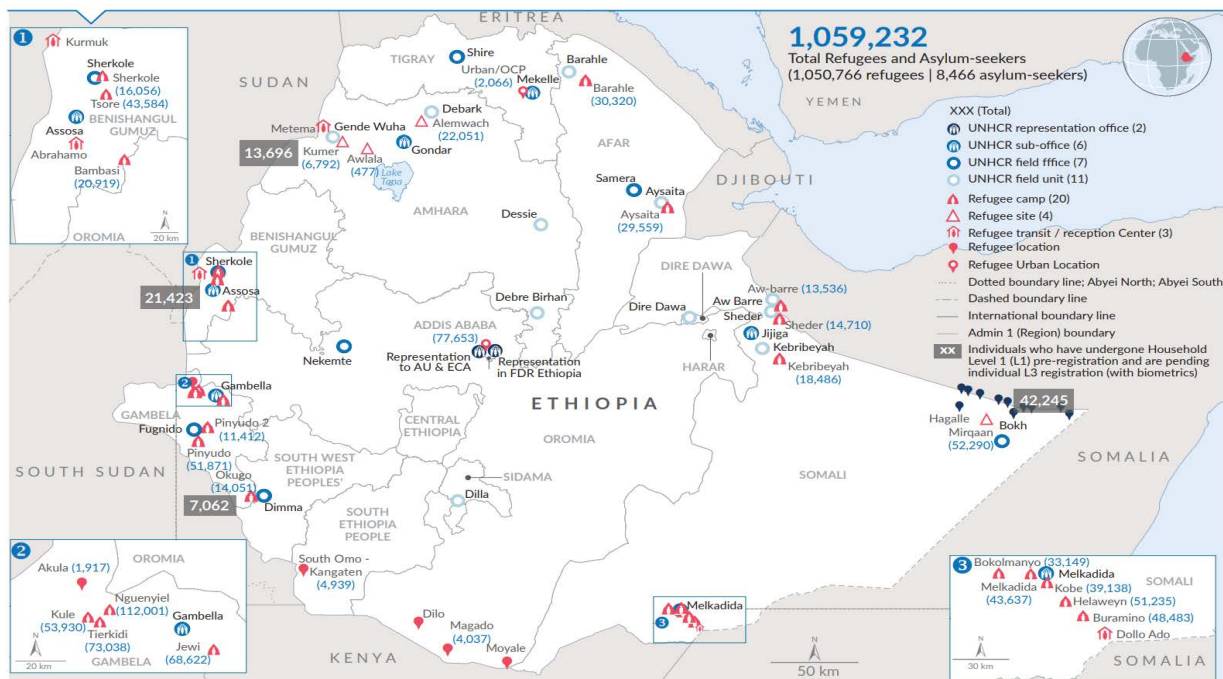 1
Kurmuk
Sherkole
Sherkole
(16,056)
Tsore (43,584)
BENISHANGUL
GUMUZ
Assosa
Abrahamo
Bambasi
(20,919)
N
20 km
OROMIA
ERITREA
SUDAN
TIGRAY
Shire
Urban/OCP
(2,066)
Mekelle
Barahle
Barahle
(30,320)
Debark
Alemwach
(22,051)
Metema
Gende Wuha
13,696
Kumer
(6,792)
Awlala
(477)
Gondar
Lake
Tana
AFAR
Samera
Aysaita
Aysaita
(29,559)
DJIBOUTI
YEMEN
AMHARA
Dessie
BENISHANGUL
GUMUZ
1
Sherkole
Assosa
21,423
Debre Birhan
DIRE DAWA
Dire Dawa
Aw-barre (13,536)
Aw Barre
Sheder
Sheder (14,710)
Jijiga
Kebribeyah
Kebribeyah
(18,486)
HARAR
ADDIS ABABA
(77,653)
Representation
to AU & ECA
Representation
in FDR Ethiopia
Nekemte
2
Gambella
GAMBELA
Fugnido
Pinyudo 2
(11,412)
Pinyudo
(51,871)
Okugo
(14,051)
7,062
Dimma
SOUTH SUDAN
ETHIOPIA
CENTRAL
ETHIOPIA
OROMIA
SOUTH WEST
ETHIOPIA
PEOPLES'
SIDAMA
Dilla
SOUTH
ETHIOPIA
PEOPLE
SOMALI
42,245
Hagalle
Mirqaan
(52,290)
Bokh
SOMALIA
South Omo -
Kangaten
(4,939)
Dilo
Magado
(4,037)
Moyale
KENYA
Melkadida
3
50 km
2
OROMIA
Akula (1,917)
Nguenyiel
(112,001)
Kule
(53,930)
Tierkidi
(73,038)
Gambella
Jewi
(68,622)
N
20 km
GAMBELA
3
Bokolmanyo (33,149)
Melkadida
SOMALI
Melkadida
(43,637)
Kobe (39,138)
Helaweyn (51,235)
Buramino (48,483)
Dollo Ado
N
30 km
SOMALIA
1,059,232
Total Refugees and Asylum-seekers
(1,050,766 refugees | 8,466 asylum-seekers)
XXX (Total)
UNHCR representation office (2)
UNHCR sub-office (6)
UNHCR field fffice (7)
UNHCR field unit (11)
Refugee camp (20)
Refugee site (4)
Refugee transit / reception Center (3)
Refugee location
Refugee Urban Location
Dotted boundary line; Abyei North; Abyei South
Dashed boundary line
International boundary line
Admin 1 (Region) boundary
XX
Individuals who have undergone Household
Level 1 (L1) pre-registration and are pending
individual L3 registration (with biometrics)